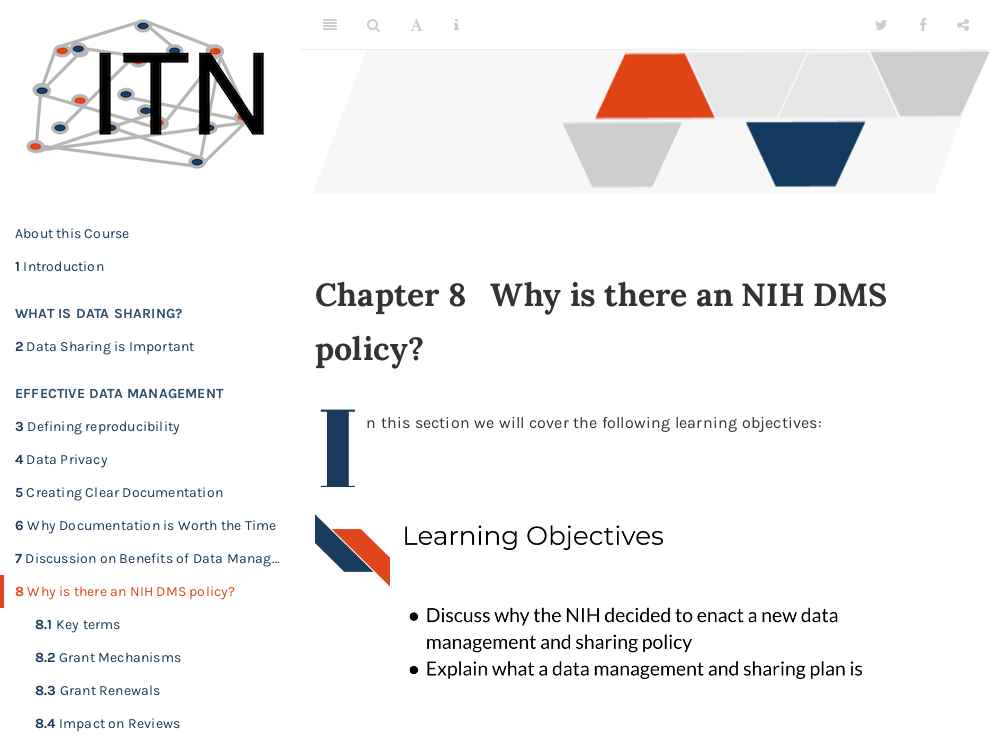 ITN
About this Course
1 Introduction
WHAT IS DATA SHARING?
2 Data Sharing is Important
EFFECTIVE DATA MANAGEMENT
3 Defining reproducibility
4 Data Privacy
5 Creating Clear Documentation
6 Why Documentation is Worth the Time
7 Discussion on Benefits of Data Manag...
8 Why is there an NIH DMS policy?
8.1 Key terms
8.2 Grant Mechanisms
8.3 Grant Renewals
8.4 Impact on Reviews
A
Chapter 8 Why is there an NIH DMS
policy?
In this section we will cover the following learning objectives:
Learning Objectives
● Discuss why the NIH decided to enact a new data
management and sharing policy
● Explain what a data management and sharing plan is